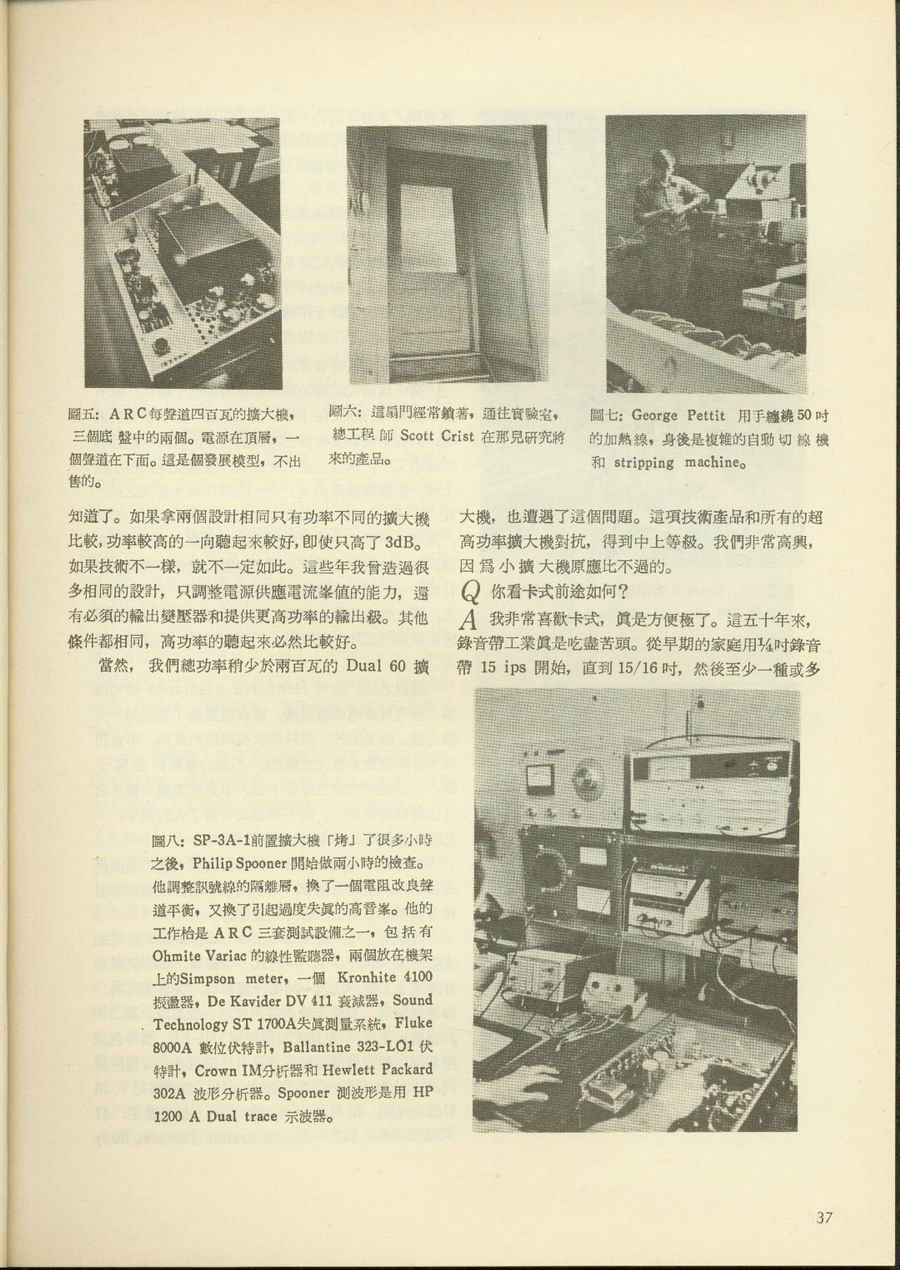 圖五：ARC每聲道四百瓦的擴大機，
三個底 盤中的兩個。電源在頂層，一
個聲道在下面。這是個發展模型，不出
售的。
圖六：這扇門經常鎖著，通往實驗室，
總工程 師 Scott Crist 在那兒研究將
來的產品。
圖七：George Pettit 用手纏繞 50 吋
的加熱線，身後是複雜的自動切線機
和 stripping machine。
知道了。如果拿兩個設計相同只有功率不同的擴大機
比較，功率較高的一向聽起來較好，卽使只高了 3dB。
如果技術不一樣，就不一定如此。這些年我曾造過很
多相同的設計，只調整電源供應電流峯值的能力，還
有必須的輸出變壓器和提供更高功率的輸出級。其他
條件都相同，高功率的聽起來必然比較好。
當然，我們總功率稍少於兩百瓦的 Dual 60 擴
大機，也遭遇了這個問題。這項技術產品和所有的超
高功率擴大機對抗，得到中上等級。我們非常高興，
因爲小擴大機原應比不過的。
Q 你看卡式前途如何？
A 我非常喜歡卡式，眞是方便極了。這五十年來，
錄音帶工業眞是吃盡苦頭。從早期的家庭用¼吋錄音
帶 15 ips 開始，直到 15/16 吋，然後至少一種或多
圖八：SP-3A-1前置擴大機「烤」了很多小時
之後，Philip Spooner 開始做兩小時的檢查。
他調整訊號線的隔離層，換了一個電阻改良聲
道平衡，又換了引起過度失眞的高音峯。他的
工作枱是 ARC 三套測試設備之一，包括有
Ohmite Variac 的線性監聽器，兩個放在機架
上的Simpson meter，一個 Kronhite 4100
振盪器，De Kavider DV 411 衰減器，Sound
Technology ST 1700A失眞測量系統，Fluke
8000A 數位伏特計，Ballantine 323-LO1 伏
特計，Crown IM分析器和 Hewlett Packard
302A 波形分析器。Spooner 測波形是用 HP
1200 A Dual trace 示波器。
37